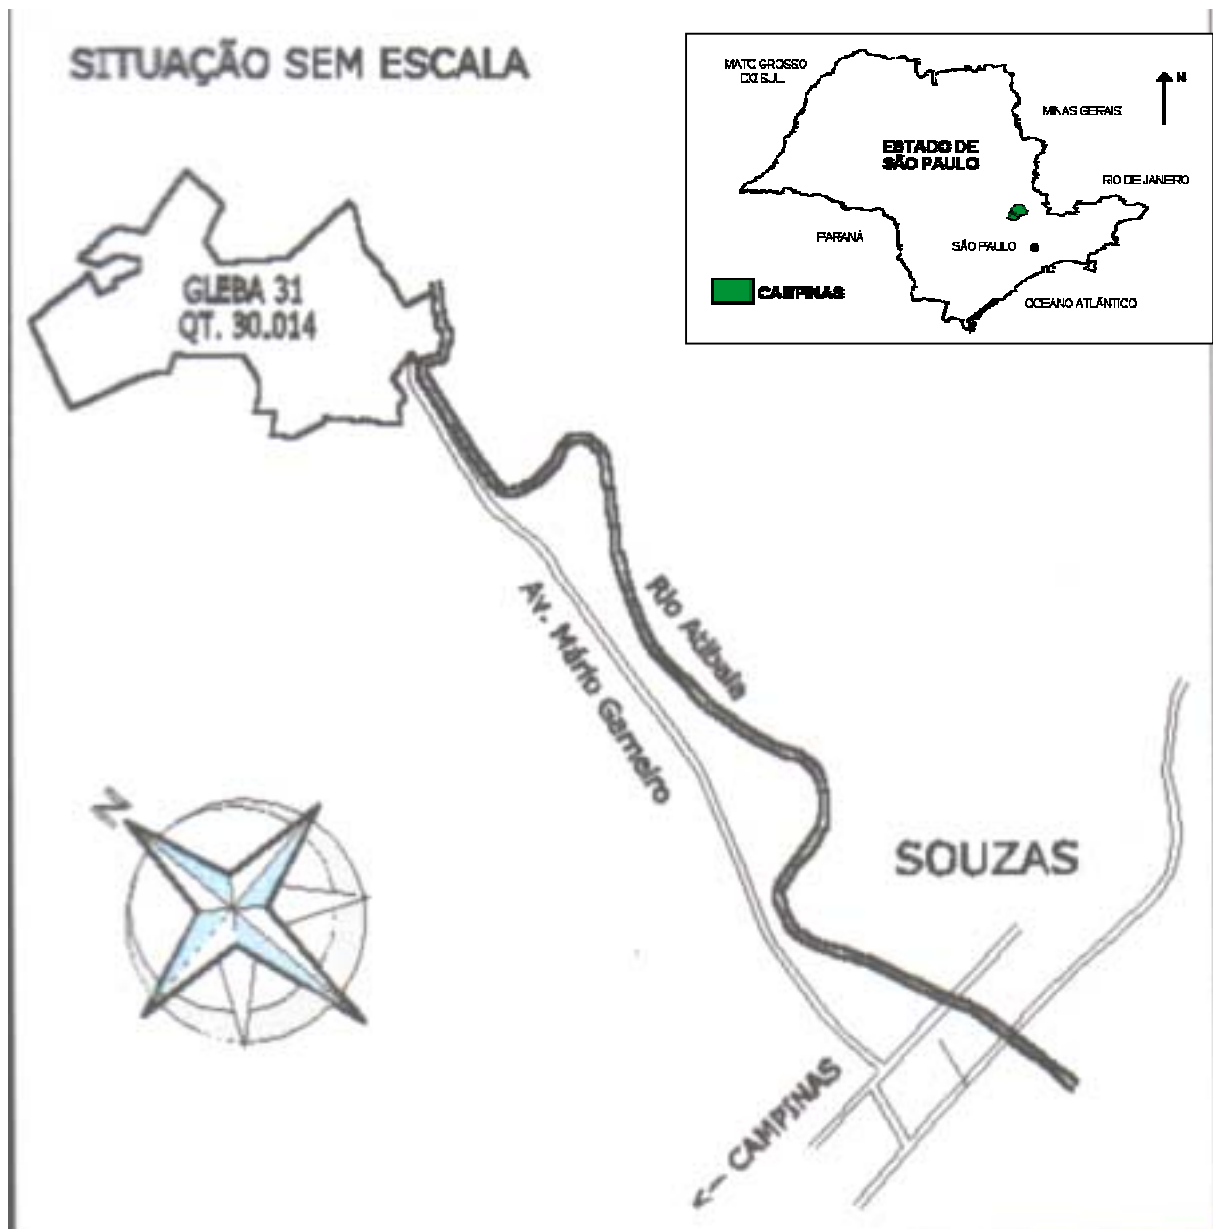 SITUAÇÃO SEM ESCALA
MATO GROSSO
DO SUL
N
MINAS GERAIS
ESTADO DE
SÃO PAULO
RIO DE JANEIRO
PARANÁ
SÃO PAULO
CAMPINAS
OCEANO ATLÂNTICO
GLEBA 31
QT. 30.014
Rio Atibaia
Av. Mário Garneiro
N
SOUZAS
CAMPINAS